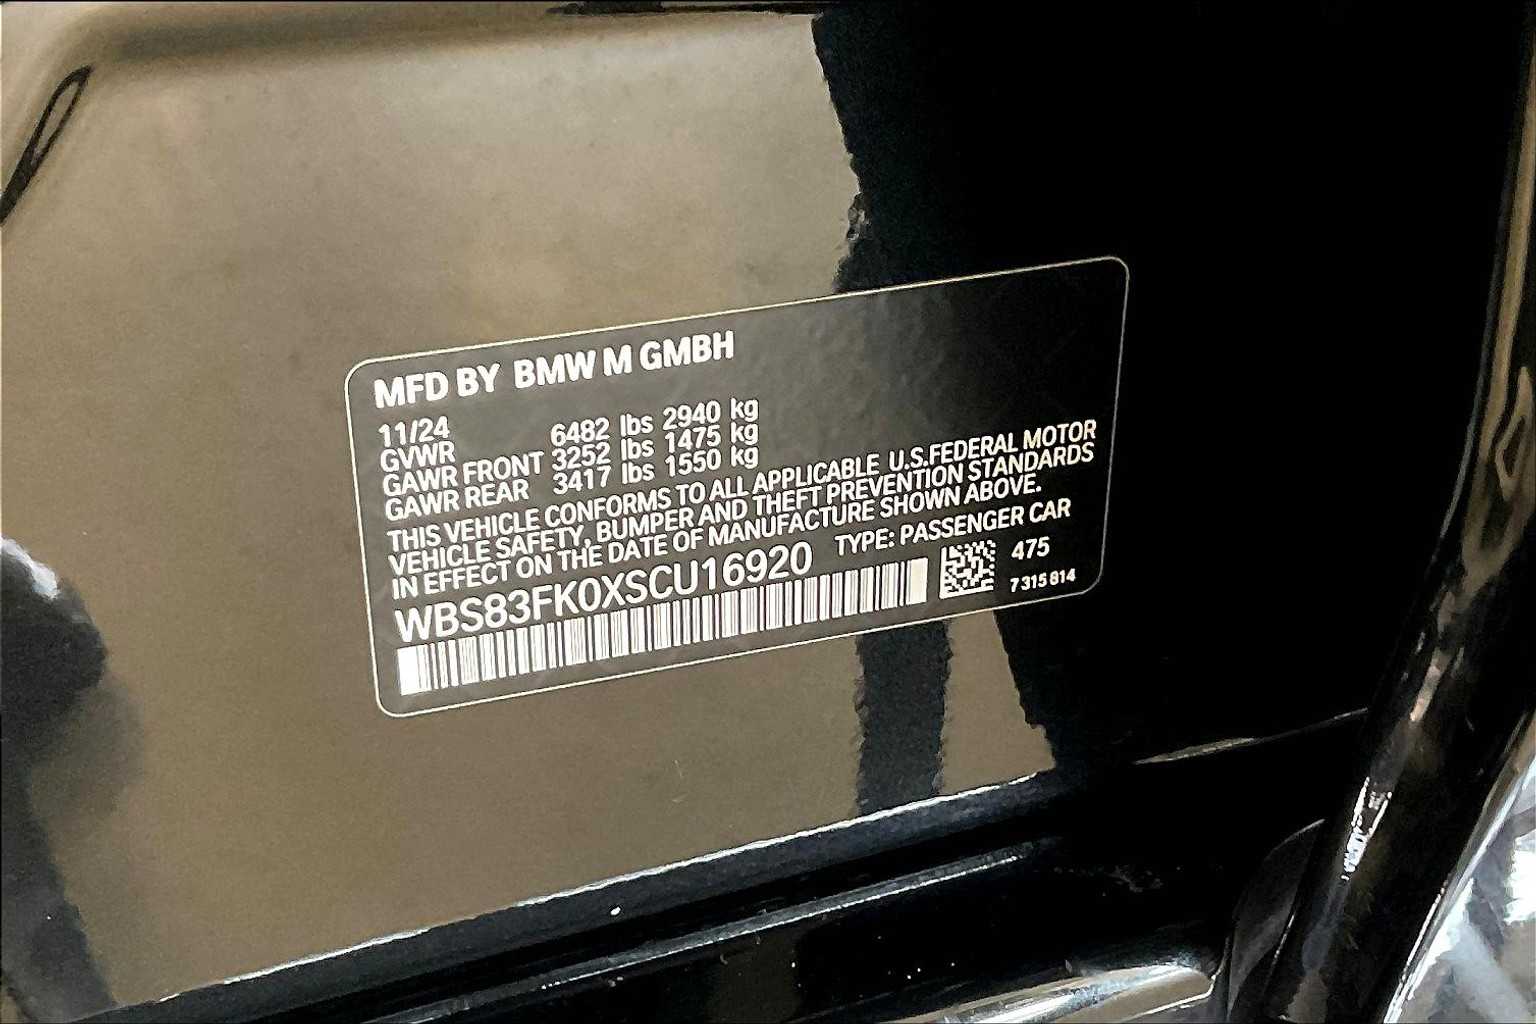 MFD BY BMW M GMBH
11/24
GVWR 6482 lbs 2940 kg
GAWR FRONT 3252 lbs 1475 kg
GAWR REAR 3417 lbs 1550 kg
THIS VEHICLE CONFORMS TO ALL APPLICABLE U.S.FEDERAL MOTOR
VEHICLE SAFETY, BUMPER AND THEFT PREVENTION STANDARDS
IN EFFECT ON THE DATE OF MANUFACTURE SHOWN ABOVE.
WBS83FK0XSCU16920 TYPE: PASSENGER CAR
475
7 315 814